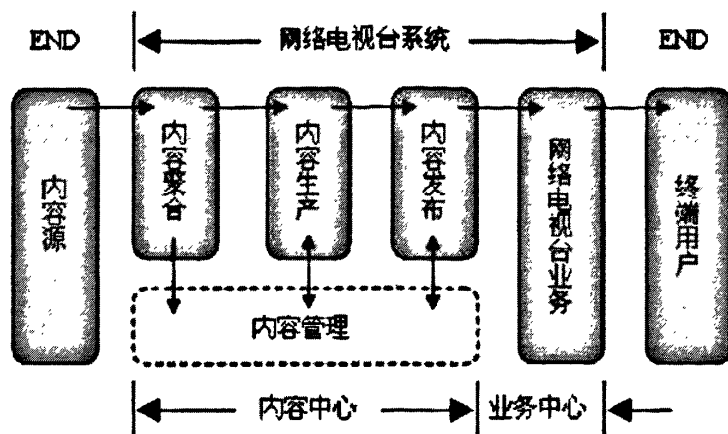 END 网络电视台系统 END
内容源
内容聚合
内容生产
内容发布
网络电视台业务
终端用户
内容管理
内容中心 业务中心